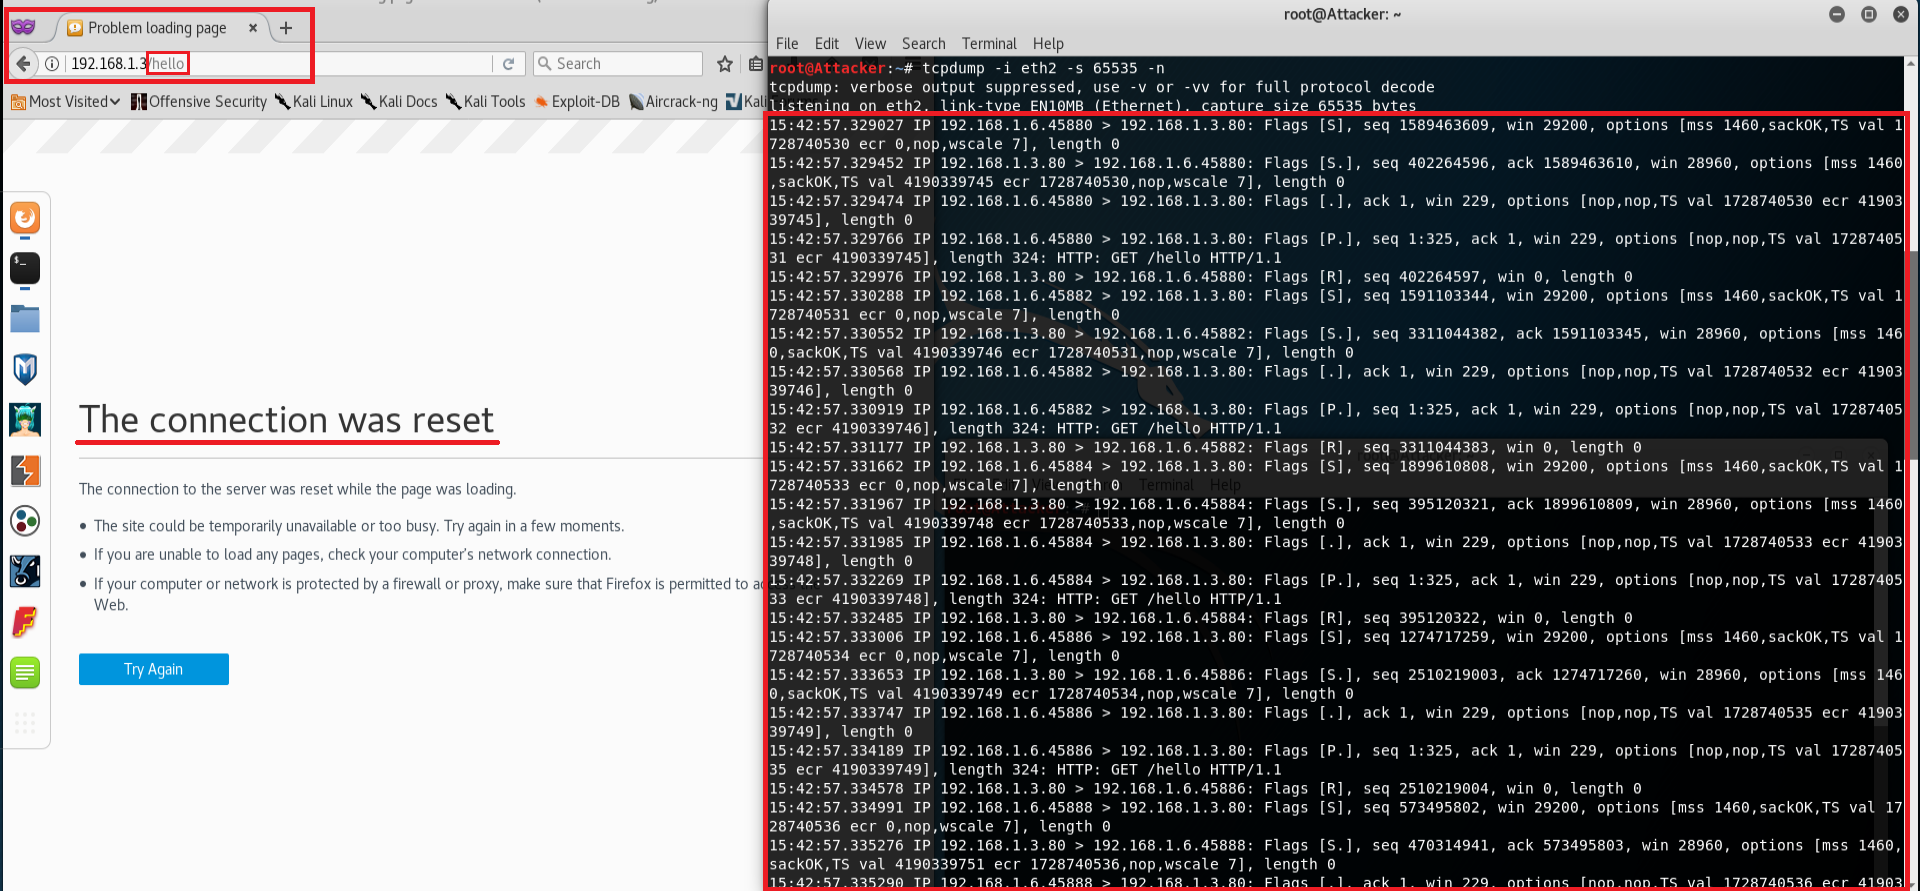 Problem loading page
192.168.1.3/hello
Search
Most Visited
Offensive Security
Kali Linux
Kali Docs
Kali Tools
Exploit-DB
Aircrack-ng
Kali
The connection was reset
The connection to the server was reset while the page was loading.
The site could be temporarily unavailable or too busy. Try again in a few moments.
If you are unable to load any pages, check your computer's network connection.
If your computer or network is protected by a firewall or proxy, make sure that Firefox is permitted to
Web.
Try Again
root@Attacker: ~
File Edit View Search Terminal Help
root@Attacker:~# tcpdump -i eth2 -s 65535 -n
tcpdump: verbose output suppressed, use -v or -vv for full protocol decode
listening on eth2, link-type EN10MB (Ethernet), capture size 65535 bytes
15:42:57.329027 IP 192.168.1.6.45880 > 192.168.1.3.80: Flags [S], seq 1589463609, win 29200, options [mss 1460,sackOK,TS val 1
728740530 ecr 0,nop,wscale 7], length 0
15:42:57.329452 IP 192.168.1.3.80 > 192.168.1.6.45880: Flags [S.], seq 402264596, ack 1589463610, win 28960, options [mss 1460
,sackOK,TS val 4190339745 ecr 1728740530,nop,wscale 7], length 0
15:42:57.329474 IP 192.168.1.6.45880 > 192.168.1.3.80: Flags [.], ack 1, win 229, options [nop,nop,TS val 1728740530 ecr 41903
39745], length 0
15:42:57.329766 IP 192.168.1.6.45880 > 192.168.1.3.80: Flags [P.], seq 1:325, ack 1, win 229, options [nop,nop,TS val 17287405
31 ecr 4190339745], length 324: HTTP: GET /hello HTTP/1.1
15:42:57.329976 IP 192.168.1.3.80 > 192.168.1.6.45880: Flags [R], seq 402264597, win 0, length 0
15:42:57.330288 IP 192.168.1.6.45882 > 192.168.1.3.80: Flags [S], seq 1591103344, win 29200, options [mss 1460,sackOK,TS val 1
728740531 ecr 0,nop,wscale 7], length 0
15:42:57.330552 IP 192.168.1.3.80 > 192.168.1.6.45882: Flags [S.], seq 3311044382, ack 1591103345, win 28960, options [mss 146
0,sackOK,TS val 4190339746 ecr 1728740531,nop,wscale 7], length 0
15:42:57.330568 IP 192.168.1.6.45882 > 192.168.1.3.80: Flags [.], ack 1, win 229, options [nop,nop,TS val 1728740532 ecr 41903
39746], length 0
15:42:57.330919 IP 192.168.1.6.45882 > 192.168.1.3.80: Flags [P.], seq 1:325, ack 1, win 229, options [nop,nop,TS val 17287405
32 ecr 4190339746], length 324: HTTP: GET /hello HTTP/1.1
15:42:57.331177 IP 192.168.1.3.80 > 192.168.1.6.45882: Flags [R], seq 3311044383, win 0, length 0
15:42:57.331662 IP 192.168.1.6.45884 > 192.168.1.3.80: Flags [S], seq 1899610808, win 29200, options [mss 1460,sackOK,TS val 1
728740533 ecr 0,nop,wscale 7], length 0
Terminal Help
15:42:57.331967 IP 192.168.1.3.80 > 192.168.1.6.45884: Flags [S.], seq 395120321, ack 1899610809, win 28960, options [mss 1460
,sackOK,TS val 4190339748 ecr 1728740533,nop,wscale 7], length 0
15:42:57.331985 IP 192.168.1.6.45884 > 192.168.1.3.80: Flags [.], ack 1, win 229, options [nop,nop,TS val 1728740533 ecr 41903
39748], length 0
15:42:57.332269 IP 192.168.1.6.45884 > 192.168.1.3.80: Flags [P.], seq 1:325, ack 1, win 229, options [nop,nop,TS val 17287405
33 ecr 4190339748], length 324: HTTP: GET /hello HTTP/1.1
15:42:57.332485 IP 192.168.1.3.80 > 192.168.1.6.45884: Flags [R], seq 395120322, win 0, length 0
15:42:57.333006 IP 192.168.1.6.45886 > 192.168.1.3.80: Flags [S], seq 1274717259, win 29200, options [mss 1460,sackOK,TS val 1
728740534 ecr 0,nop,wscale 7], length 0
15:42:57.333653 IP 192.168.1.3.80 > 192.168.1.6.45886: Flags [S.], seq 2510219003, ack 1274717260, win 28960, options [mss 146
0,sackOK,TS val 4190339749 ecr 1728740534,nop,wscale 7], length 0
15:42:57.333747 IP 192.168.1.6.45886 > 192.168.1.3.80: Flags [.], ack 1, win 229, options [nop,nop,TS val 1728740535 ecr 41903
39749], length 0
15:42:57.334189 IP 192.168.1.6.45886 > 192.168.1.3.80: Flags [P.], seq 1:325, ack 1, win 229, options [nop,nop,TS val 17287405
35 ecr 4190339749], length 324: HTTP: GET /hello HTTP/1.1
15:42:57.334578 IP 192.168.1.3.80 > 192.168.1.6.45886: Flags [R], seq 2510219004, win 0, length 0
15:42:57.334991 IP 192.168.1.6.45888 > 192.168.1.3.80: Flags [S], seq 573495802, win 29200, options [mss 1460,sackOK,TS val 17
28740536 ecr 0,nop,wscale 7], length 0
15:42:57.335276 IP 192.168.1.3.80 > 192.168.1.6.45888: Flags [S.], seq 470314941, ack 573495803, win 28960, options [mss 1460,
sackOK,TS val 4190339751 ecr 1728740536,nop,wscale 7], length 0
15:42:57.335290 IP 192.168.1.6.45888 > 192.168.1.3.80: Flags [.], ack 1, win 229, options [nop,nop,TS val 1728740536 ecr 41903